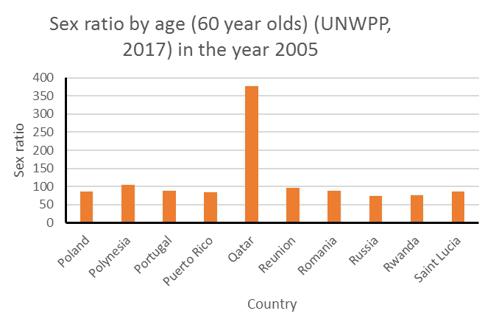 Sex ratio by age (60 year olds) (UNWPP,
2017) in the year 2005
Sex ratio
400
350
300
250
200
150
100
50
0
Poland
Polynesia
Portugal
Puerto Rico
Qatar
Reunion
Romania
Russia
Rwanda
Saint Lucia
Country